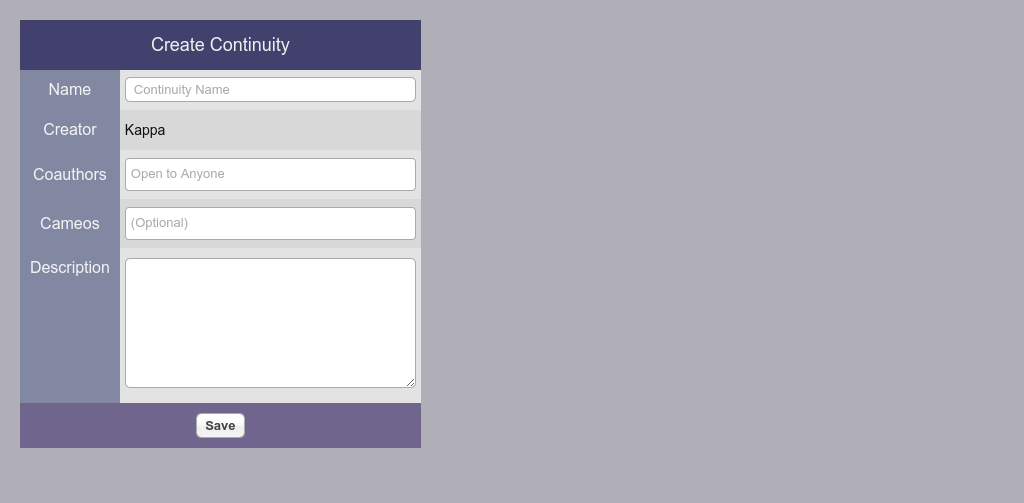 Create Continuity
Name
Continuity Name
Creator
Kappa
Coauthors
Open to Anyone
Cameos
(Optional)
Description
Save